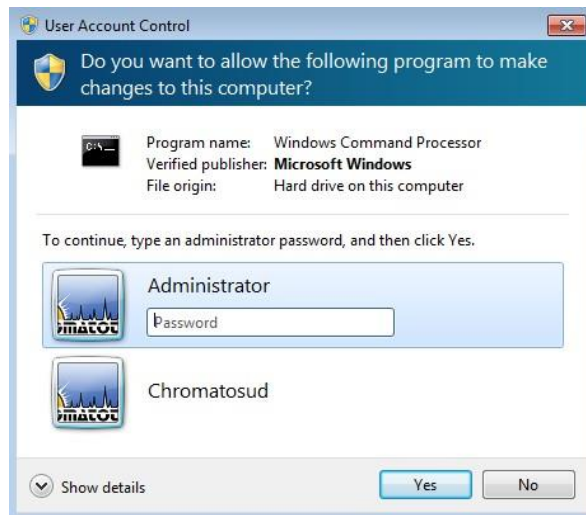 User Account Control
Do you want to allow the following program to make
changes to this computer?
C:\_
Program name: Windows Command Processor
Verified publisher: Microsoft Windows
File origin: Hard drive on this computer
To continue, type an administrator password, and then click Yes.
Administrator
Password
Chromatosud
Show details
Yes
No